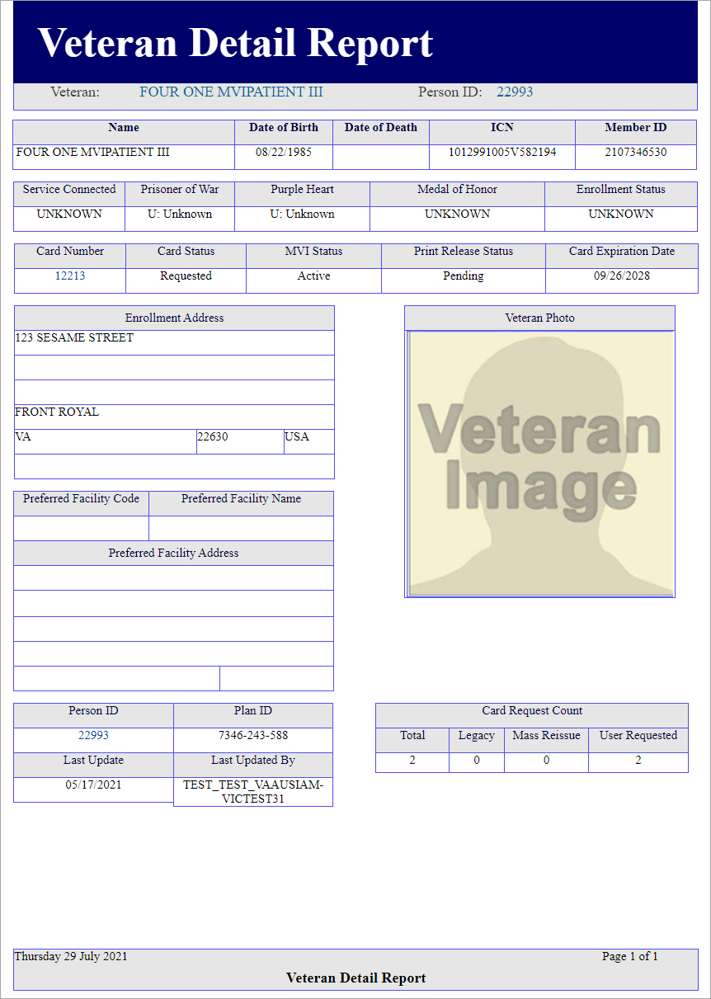 Veteran Detail Report
Veteran: FOUR ONE MVIPATIENT III Person ID: 22993
Name Date of Birth Date of Death ICN Member ID
FOUR ONE MVIPATIENT III 08/22/1985 1012991005V582194 2107346530
Service Connected Prisoner of War Purple Heart Medal of Honor Enrollment Status
UNKNOWN U: Unknown U: Unknown UNKNOWN UNKNOWN
Card Number Card Status MVI Status Print Release Status Card Expiration Date
12213 Requested Active Pending 09/26/2028
Enrollment Address
123 SESAME STREET
FRONT ROYAL
VA 22630 USA
Veteran Photo
Veteran
Image
Preferred Facility Code Preferred Facility Name
Preferred Facility Address
Person ID Plan ID
22993 7346-243-588
Last Update Last Updated By
05/17/2021 TEST_TEST_VAAUSIAM-
VICTEST31
Card Request Count
Total Legacy Mass Reissue User Requested
2 0 0 2
Thursday 29 July 2021 Page 1 of 1
Veteran Detail Report